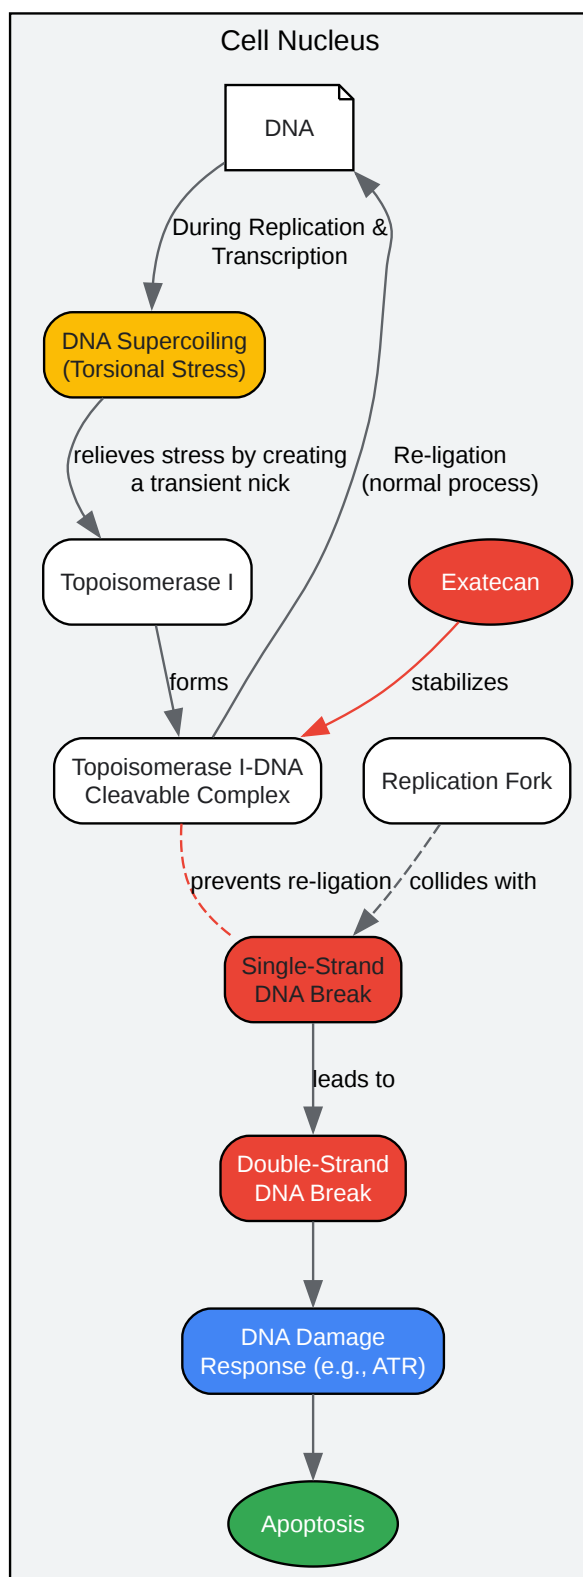 Cell Nucleus
DNA
During Replication &
Transcription
DNA Supercoiling
(Torsional Stress)
relieves stress by creating
a transient nick
Re-ligation
(normal process)
Topoisomerase I
Exatecan
forms
stabilizes
Topoisomerase I-DNA
Cleavable Complex
Replication Fork
prevents re-ligation
collides with
Single-Strand
DNA Break
leads to
Double-Strand
DNA Break
DNA Damage
Response (e.g., ATR)
Apoptosis